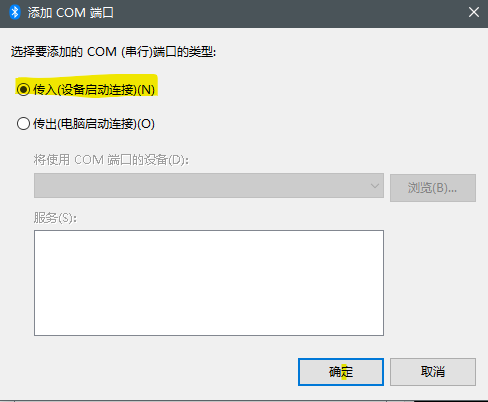 添加 COM 端口
选择要添加的 COM (串行)端口的类型:
传入(设备启动连接)(N)
传出(电脑启动连接)(O)
将使用 COM 端口的设备(D):
浏览(B)...
服务(S):
确定
取消